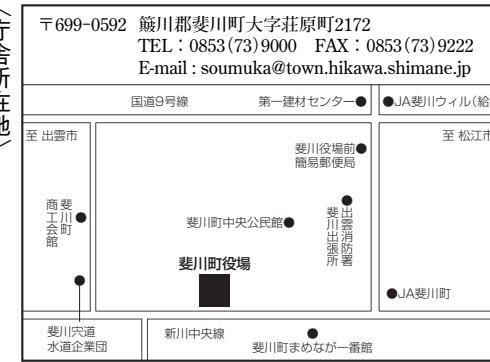 〈庁舎所在地〉
〒699-0592 簸川郡斐川町大字荘原町2172
TEL：0853(73)9000 FAX：0853(73)9222
E-mail : soumuka@town.hikawa.shimane.jp
国道9号線
第一建材センター●
●JA斐川ウィル(給
至 出雲市
至 松江市
斐川役場前●
簡易郵便局
斐川町
商工会館
斐川町中央公民館●
出雲消防署
斐川出張所
斐川町役場
●JA斐川町
斐川宍道
水道企業団
新川中央線
斐川町まめなが一番館